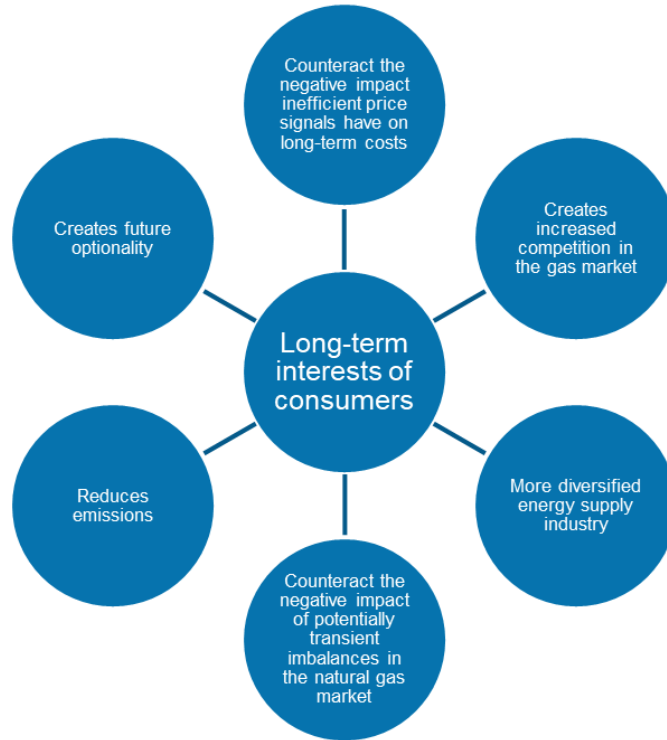 Counteract the
negative impact
inefficient price
signals have on
long-term costs
Creates future
optionality
Creates
increased
competition in
the gas market
Long-term
interests of
consumers
Reduces
emissions
More diversified
energy supply
industry
Counteract the
negative impact
of potentially
transient
imbalances in
the natural gas
market